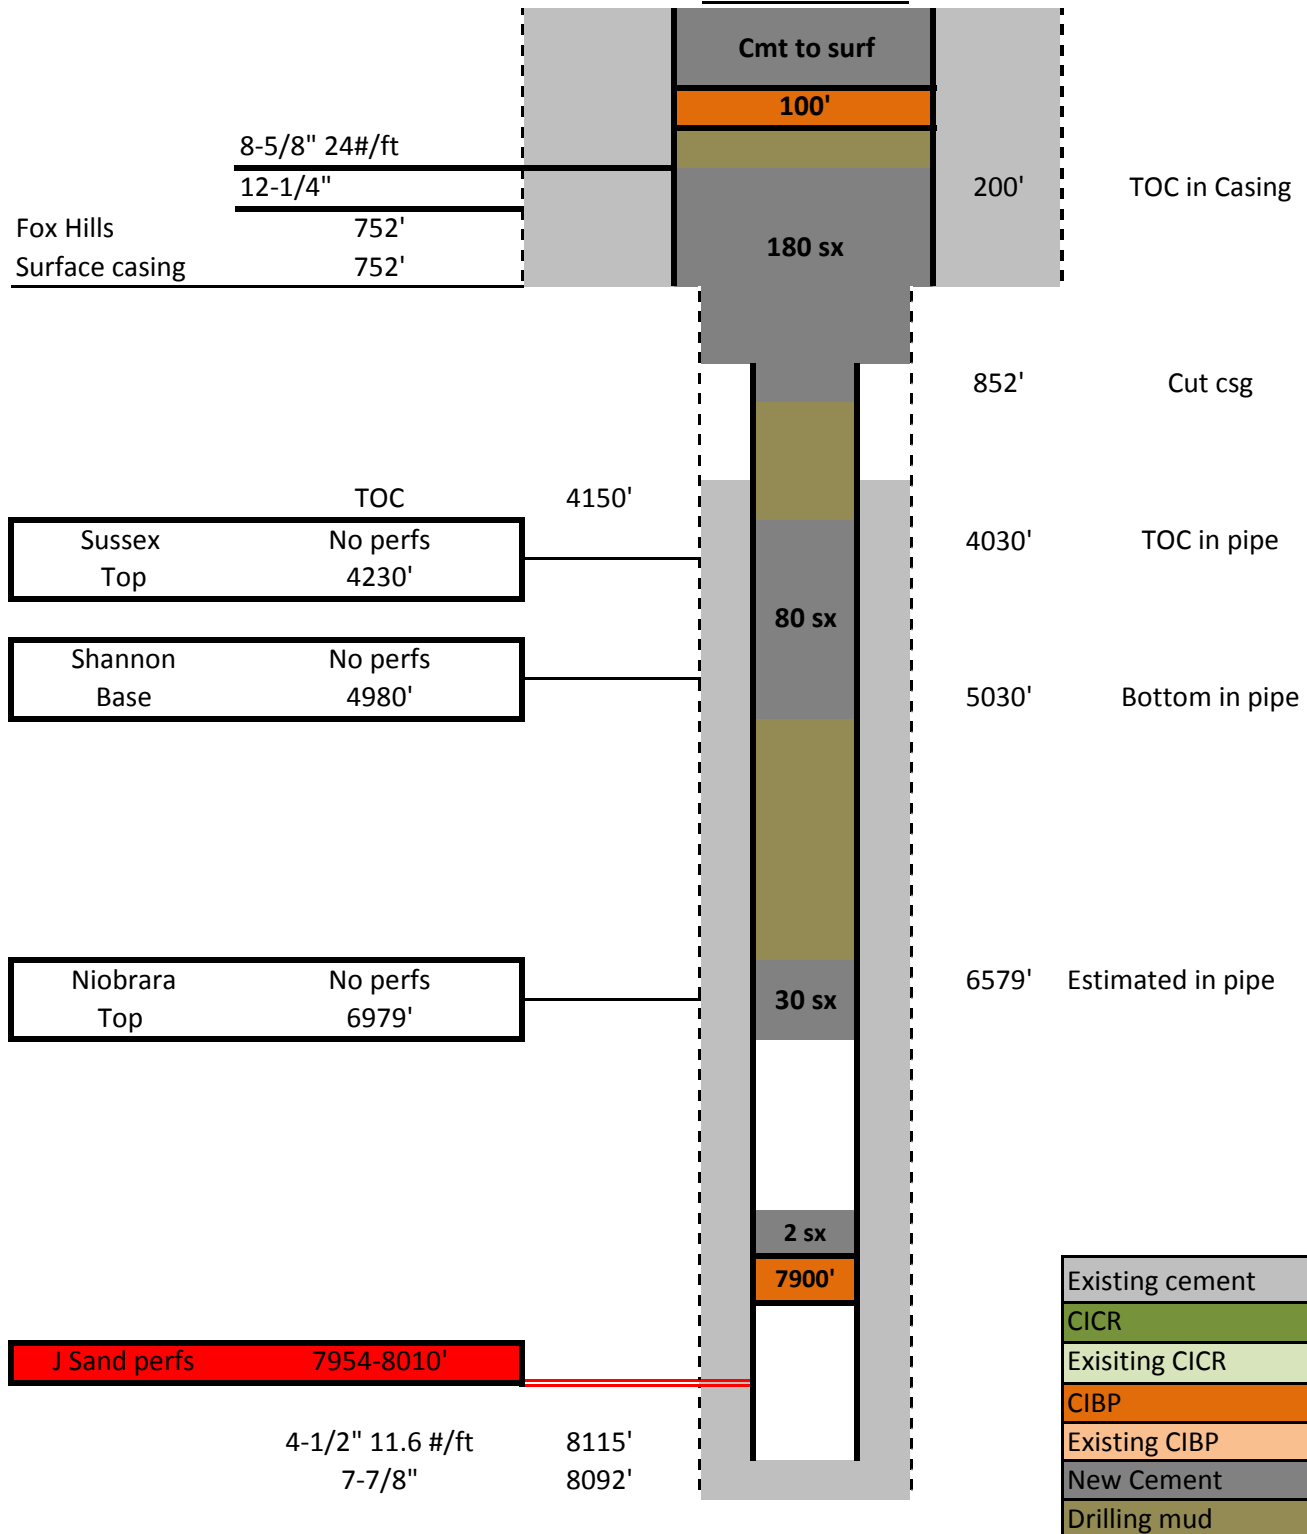 Cmt to surf
100'
8-5/8" 24#/ft
12-1/4"
200' TOC in Casing
Fox Hills 752'
180 sx
Surface casing 752'
852' Cut csg
TOC 4150'
Sussex No perfs
4030' TOC in pipe
Top 4230'
80 sx
Shannon No perfs
Base 4980'
5030' Bottom in pipe
Niobrara No perfs
6579' Estimated in pipe
30 sx
Top 6979'
2 sx
7900'
J Sand perfs 7954-8010'
4-1/2" 11.6 #/ft 8115'
7-7/8" 8092'
Existing cement
CICR
Exisiting CICR
CIBP
Existing CIBP
New Cement
Drilling mud